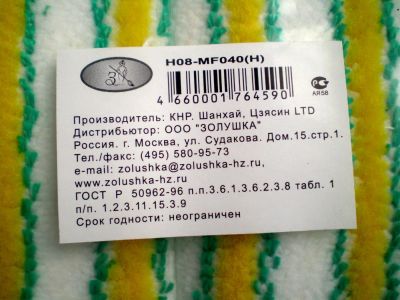 H08-MF040(H)
4 660001 764590
АЯ58
Производитель: КНР. Шанхай, Цзясин LTD
Дистрибьютор: ООО "ЗОЛУШКА"
Россия. г. Москва, ул. Судакова. Дом.15.стр.1.
Тел./факс: (495) 580-95-73
e-mail: zolushka@zolushka-hz.ru,
www.zolushka-hz.ru
ГОСТ Р 50962-96 п.п.3.6.1.3.6.2.3.8 табл. 1
п/п. 1.2.3.11.15.3.9
Срок годности: неограничен